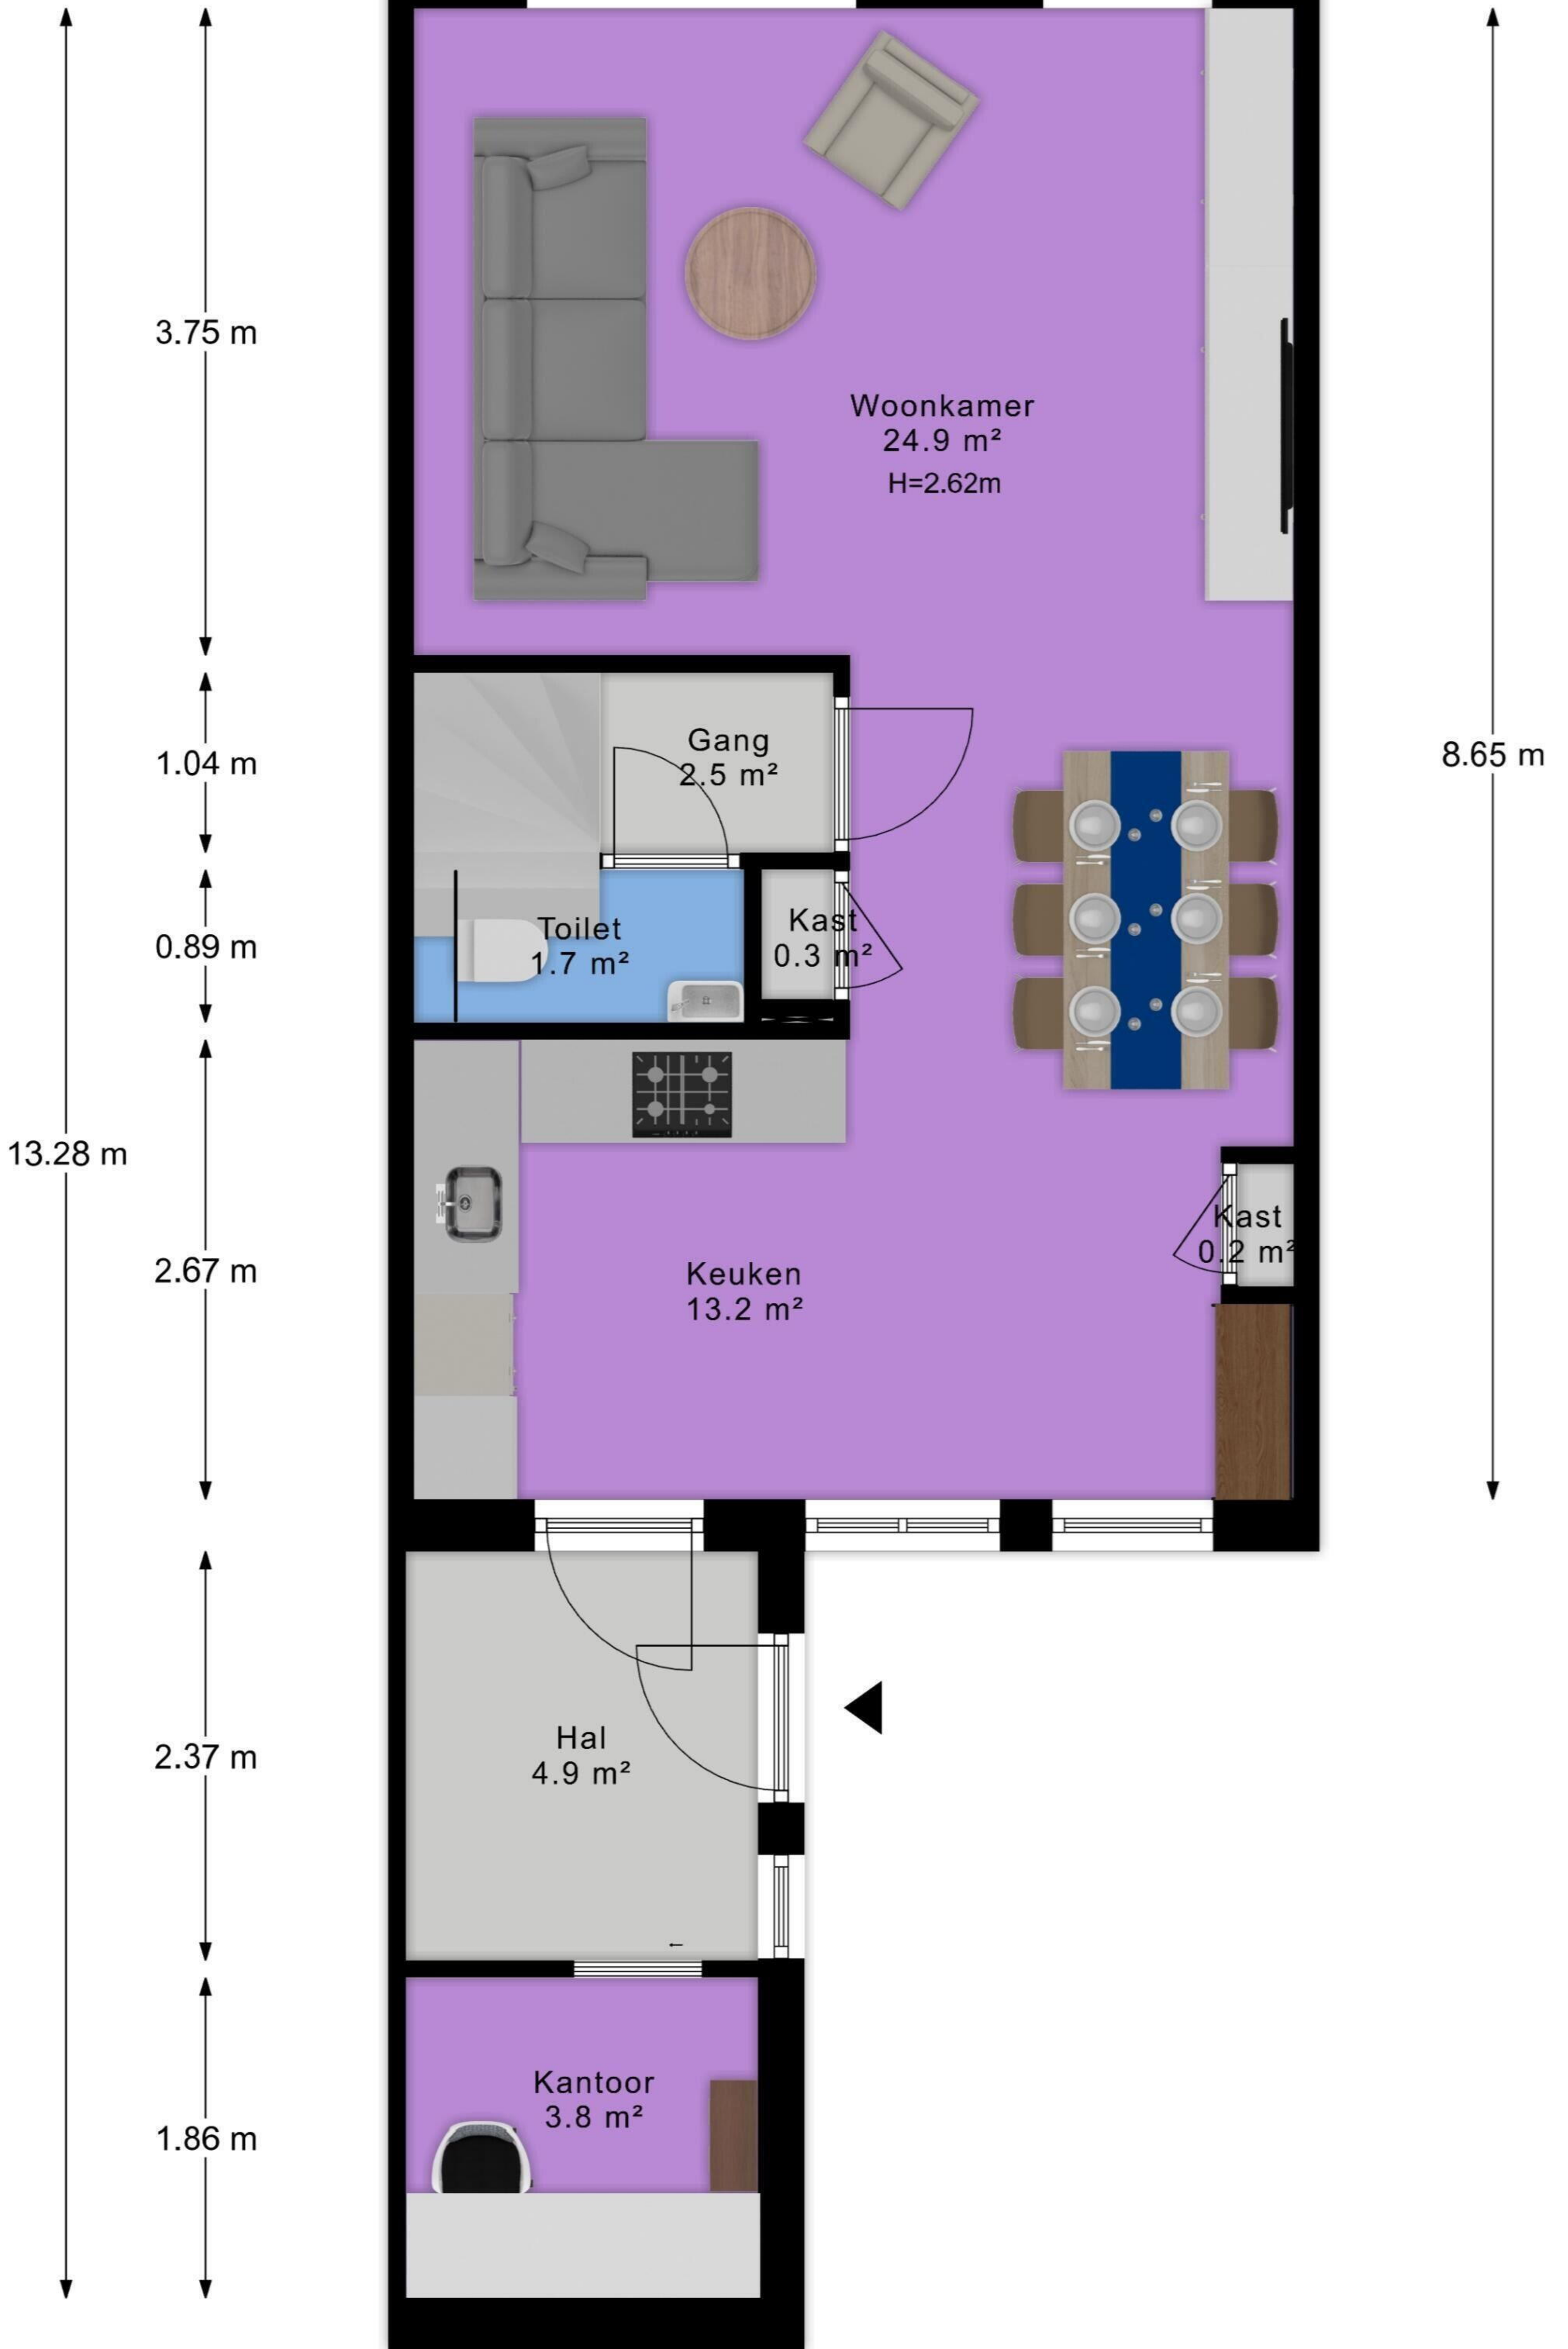 3.75 m
Woonkamer
24.9 m²
H=2.62m
Gang
2.5 m²
1.04 m
8.65 m
Toilet
1.7 m²
Kast
0.3 m²
0.89 m
13.28 m
Kast
0.2 m²
2.67 m
Keuken
13.2 m²
Hal
4.9 m²
2.37 m
Kantoor
3.8 m²
1.86 m